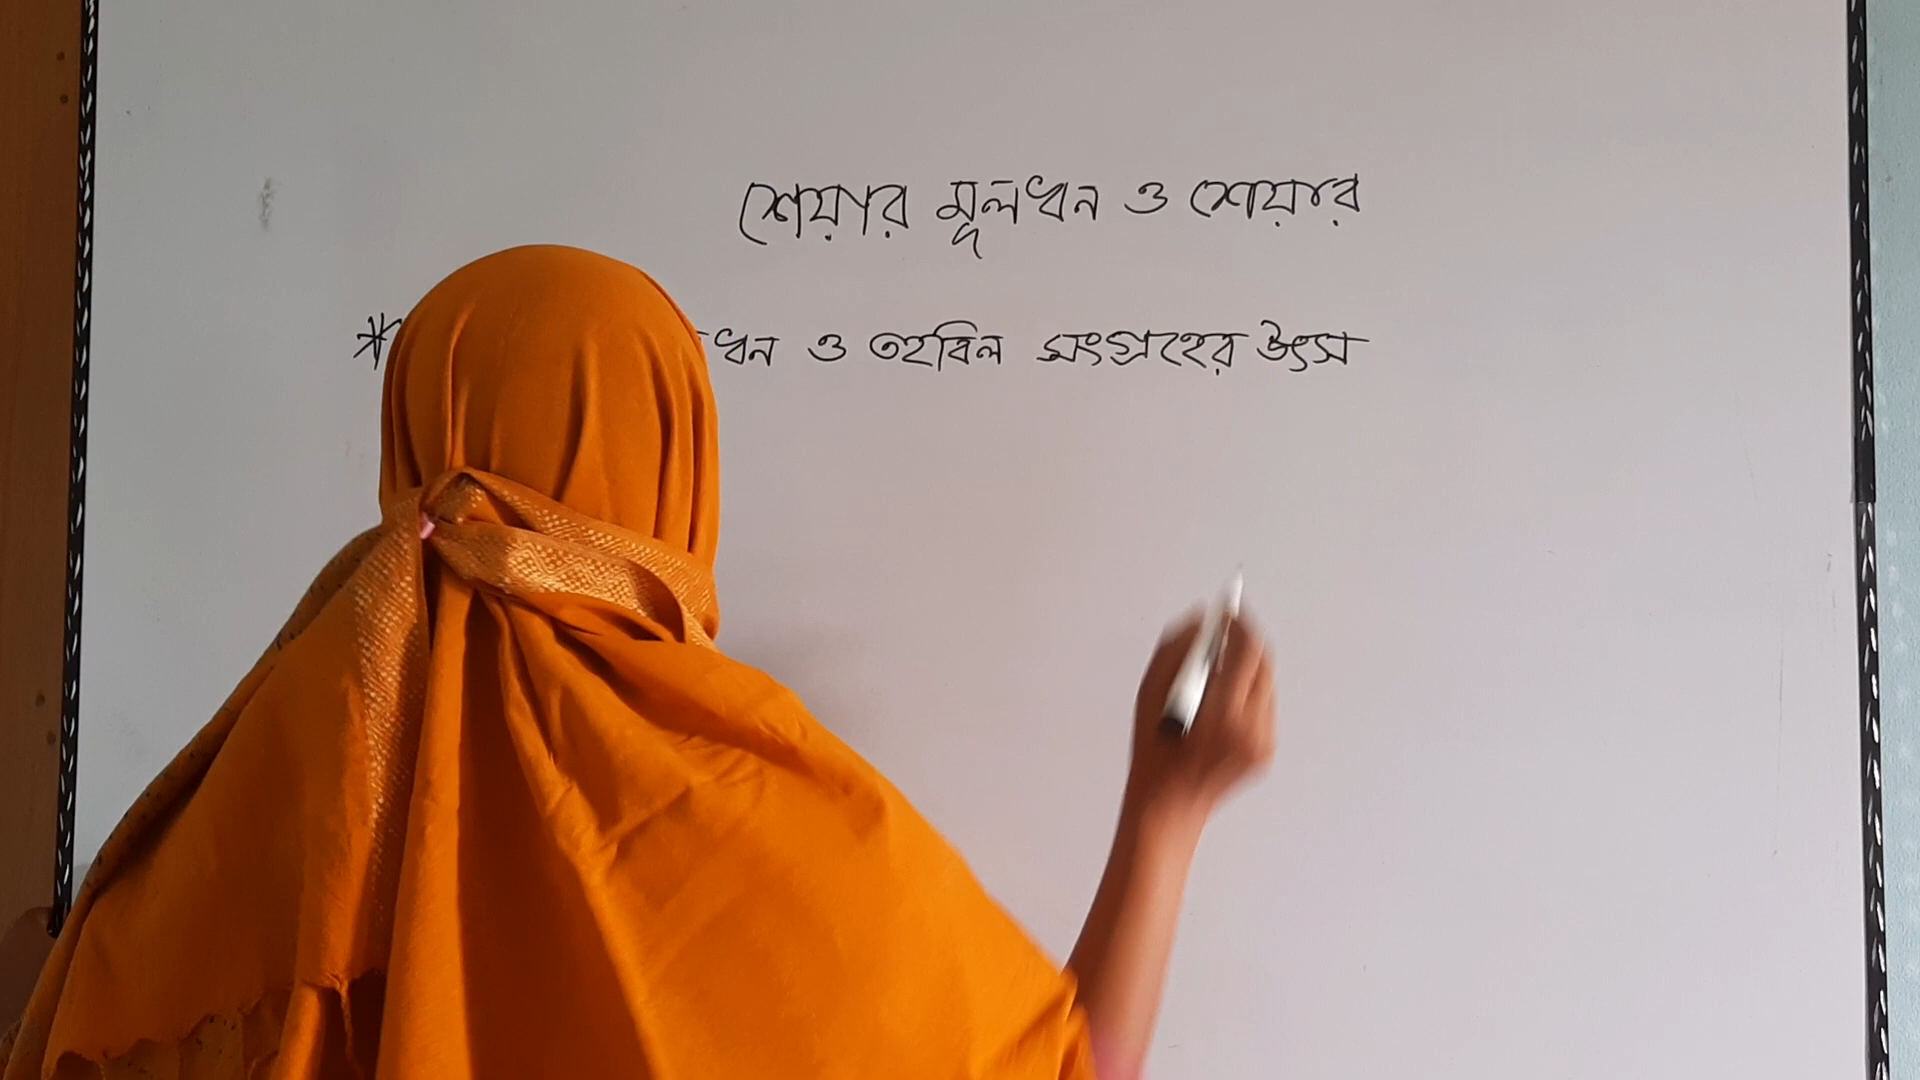 শেয়ার মূলধন ও শেয়ার
* ধন ও তহবিল সংগ্রহের উৎস